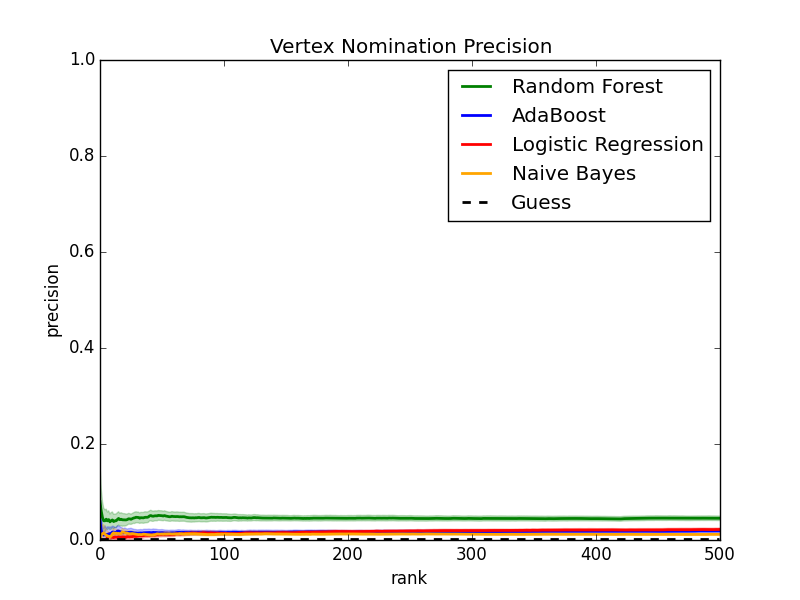 Vertex Nomination Precision
1.0
0.8
0.6
0.4
0.2
0.0
precision
Random Forest
AdaBoost
Logistic Regression
Naive Bayes
Guess
0 100 200 300 400 500
rank